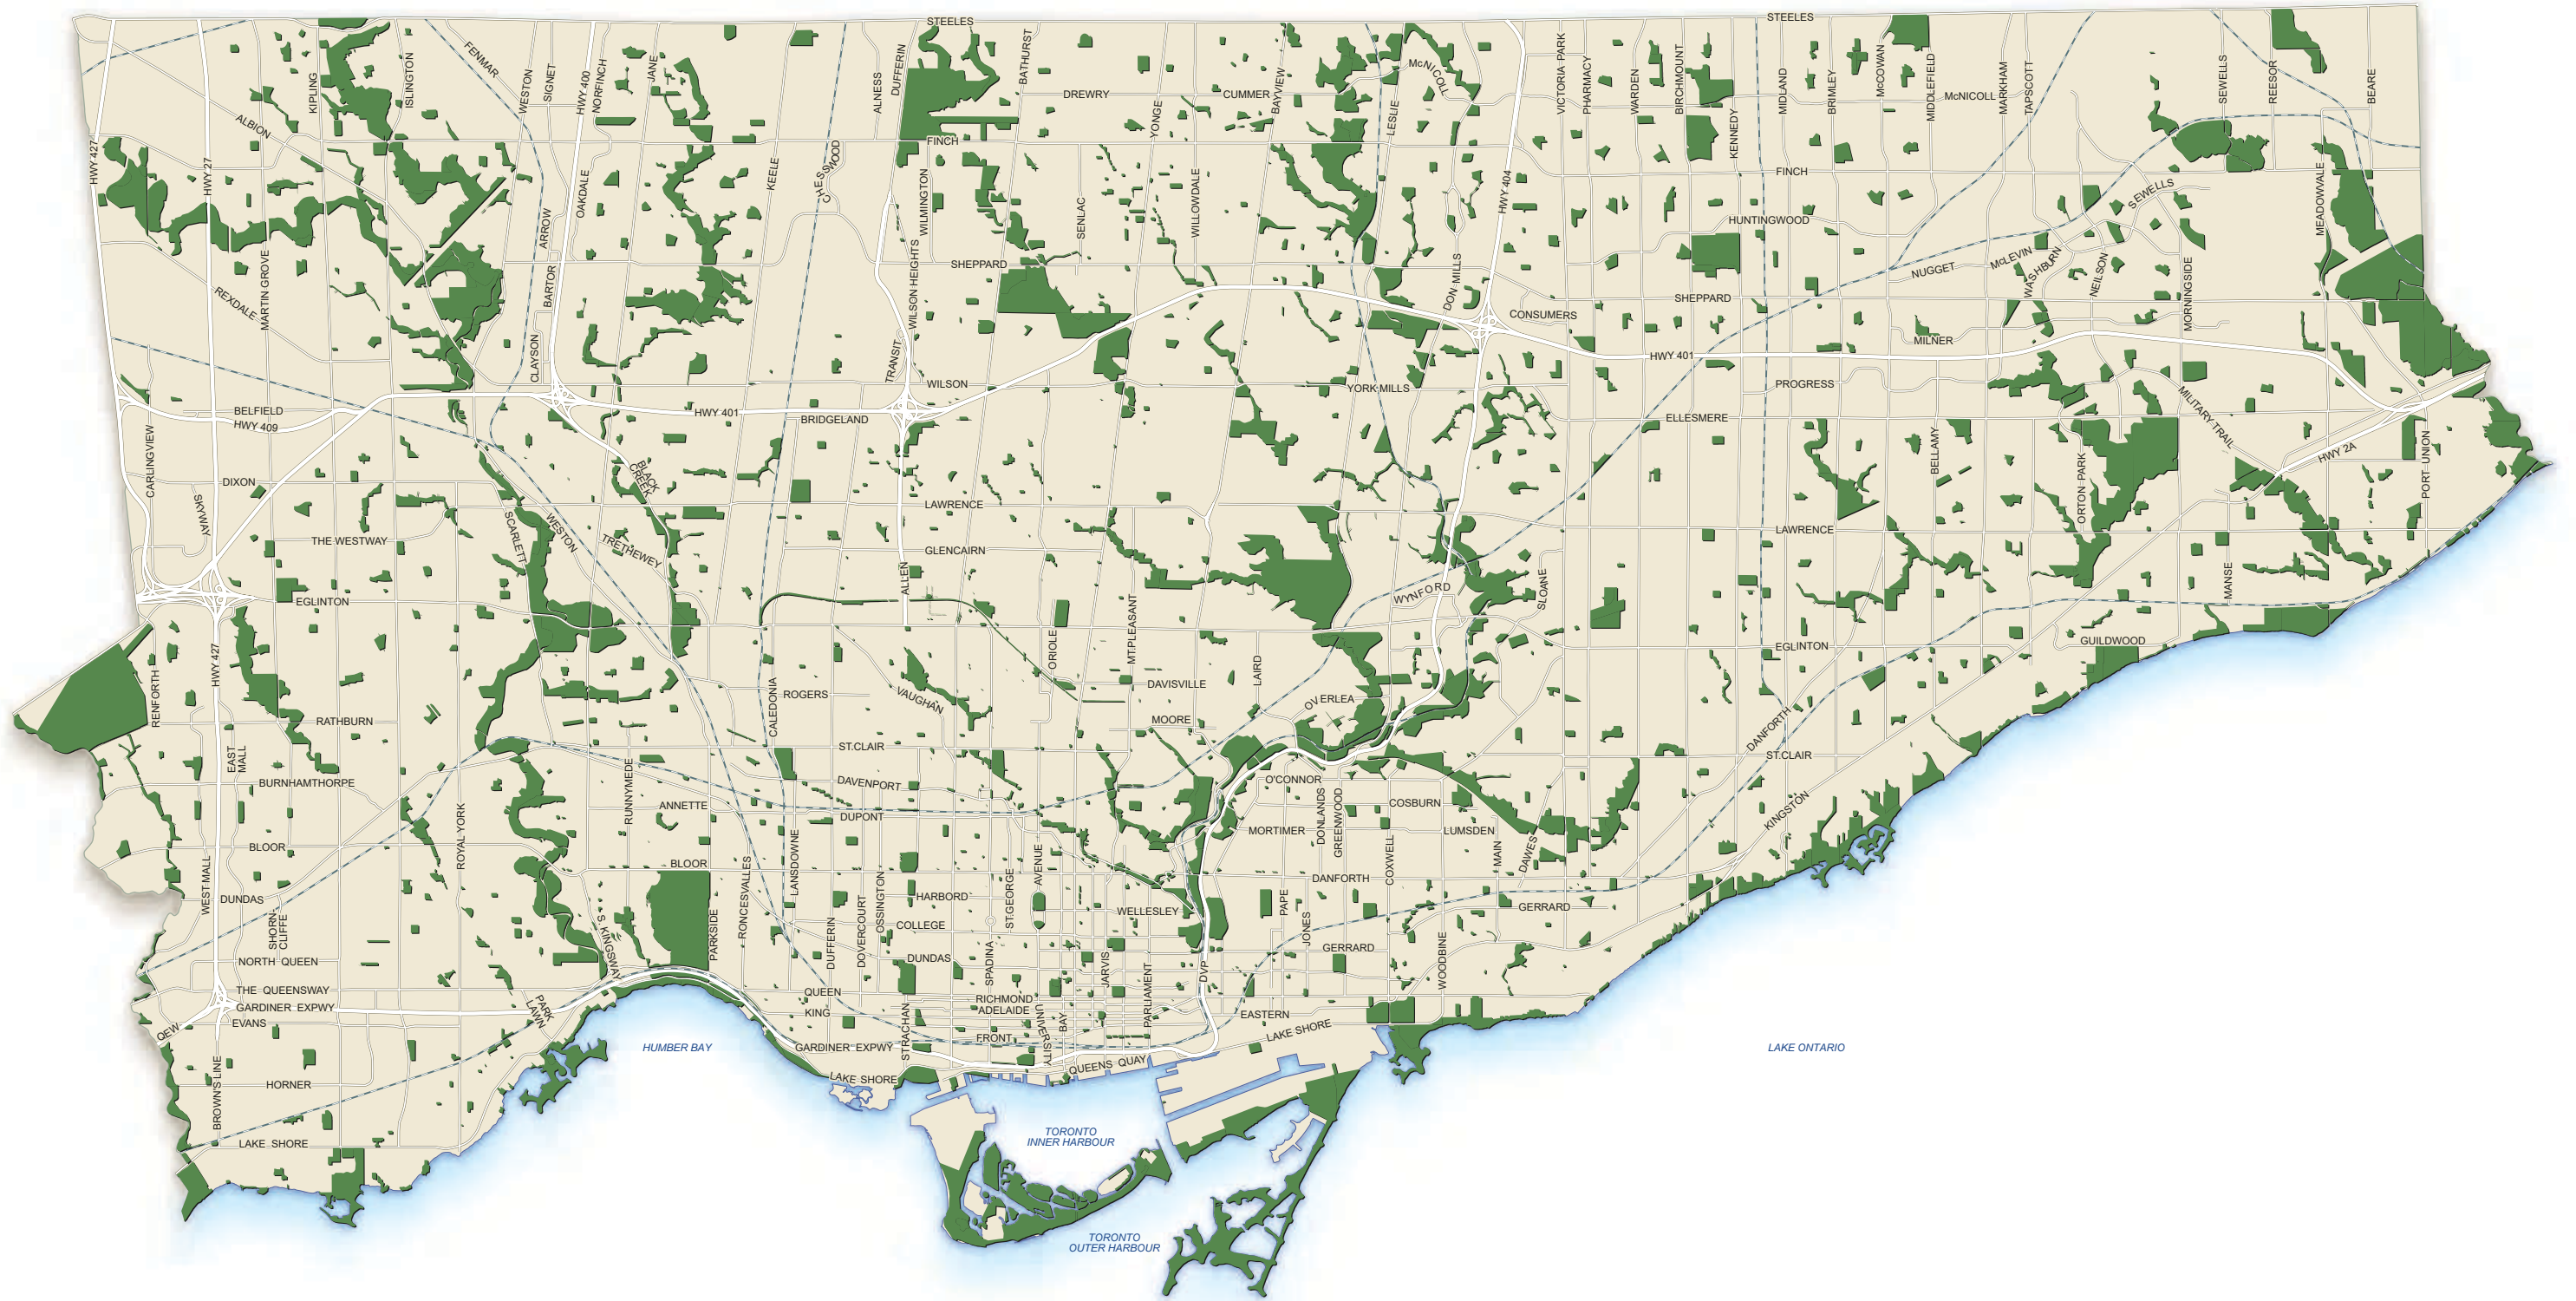 STEELES
STEELES
FENMAR
ISLINGTON
KIPLING
ALBION
WESTON
SIGNET
HWY 400
NORFINCH
JANE
ALNESS
DUFFERIN
BATHURST
DREWRY
CUMMER
YONGE
BAYVIEW
McNICOLL
LESLIE
VICTORIA PARK
PHARMACY
WARDEN
BIRCHMOUNT
KENNEDY
MIDLAND
BRIMLEY
McCOWAN
MIDDLEFIELD
McNICOLL
MARKHAM
TAPSCOTT
SEWELLS
REESOR
BEARE
HWY 427
HWY 27
KEELE
CHESSWOOD
FINCH
FINCH
HWY 404
OAKDALE
ARROW
BARTOR
WILMINGTON
SENLAC
WILLOWDALE
HUNTINGWOOD
SEWELLS
MEADOWVALE
MARTIN GROVE
REXDALE
WILSON HEIGHTS
SHEPPARD
DON MILLS
NUGGET
McLEVIN
WASHBURN
NEILSON
MORNINGSIDE
SHEPPARD
CONSUMERS
CLAYSON
TRANSIT
MILNER
HWY 401
WILSON
YORK MILLS
PROGRESS
BELFIELD
HWY 409
HWY 401
BRIDGELAND
ELLESMERE
MILITARY TRAIL
CARLINGVIEW
BELLAMY
ORTON PARK
HWY 2A
PORT UNION
BLACK
CREEK
DIXON
SKYWAY
SCARLETT
WESTON
LAWRENCE
LAWRENCE
THE WESTWAY
TRETHEWEY
GLENCAIRN
ALLEN
WYNFORD
SLOANE
MANSE
EGLINTON
MT.PLEASANT
ORIOLE
LAIRD
EGLINTON
GUILDWOOD
HWY 427
RENFORTH
CALEDONIA
ROGERS
VAUGHAN
DAVISVILLE
OVERLEA
RATHBURN
MOORE
DANFORTH
EAST
MALL
ST.CLAIR
ST.CLAIR
BURNHAMTHORPE
RUNNYMEDE
DAVENPORT
O'CONNOR
ANNETTE
DUPONT
DONLANDS
GREENWOOD
COSBURN
KINGSTON
ROYAL YORK
MORTIMER
LUMSDEN
BLOOR
BLOOR
LANSDOWNE
RONCESVALLES
AVENUE
COXWELL
MAIN
DAWES
WEST MALL
DANFORTH
DUNDAS
OSSINGTON
HARBORD
ST.GEORGE
PAPE
SHORN-
CLIFFE
S. KINGSWAY
PARKSIDE
DUFFERIN
DOVERCOURT
COLLEGE
WELLESLEY
JONES
GERRARD
GERRARD
WOODBINE
NORTH QUEEN
DUNDAS
SPADINA
JARVIS
PARLIAMENT
DVP
THE QUEENSWAY
QUEEN
GARDINER EXPWY
PARK
LAWN
RICHMOND
ADELAIDE
KING
EASTERN
EVANS
QEW
STRACHAN
UNIVERSITY
BAY
LAKE SHORE
FRONT
GARDINER EXPWY
HUMBER BAY
LAKE ONTARIO
QUEENS QUAY
LAKE SHORE
BROWN'S LINE
HORNER
TORONTO
INNER HARBOUR
LAKE SHORE
TORONTO
OUTER HARBOUR